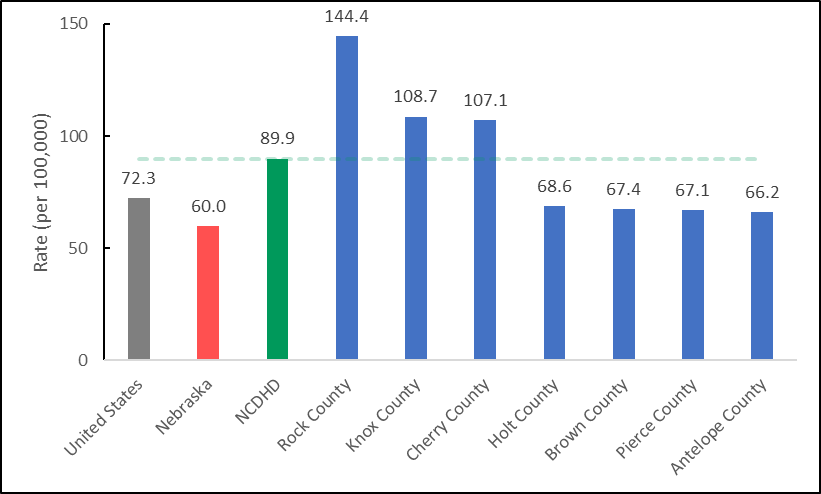 Rate (per 100,000)
150
100
50
0
72.3
60.0
89.9
144.4
108.7
107.1
68.6
67.4
67.1
66.2
United States
Nebraska
NCDHD
Rock County
Knox County
Cherry County
Holt County
Brown County
Pierce County
Antelope County